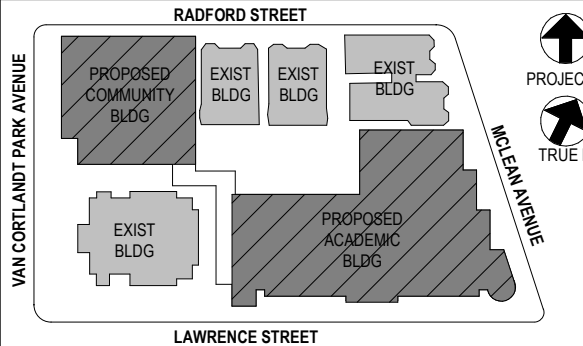 RADFORD STREET
VAN CORTLANDT PARK AVENUE
PROPOSED
COMMUNITY
BLDG
EXIST
BLDG
EXIST
BLDG
EXIST
BLDG
MCLEAN AVENUE
EXIST
BLDG
PROPOSED
ACADEMIC
BLDG
LAWRENCE STREET
TRUE